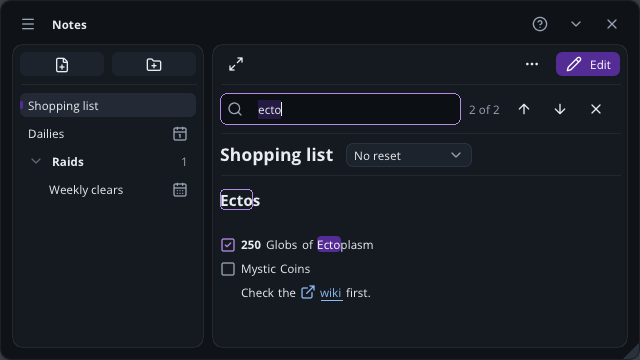 Notes
Edit
Shopping list
Dailies
1
Raids
1
Weekly clears
ecto
2 of 2
Shopping list
No reset
Ectos
250 Globs of Ectoplasm
Mystic Coins
Check the wiki first.